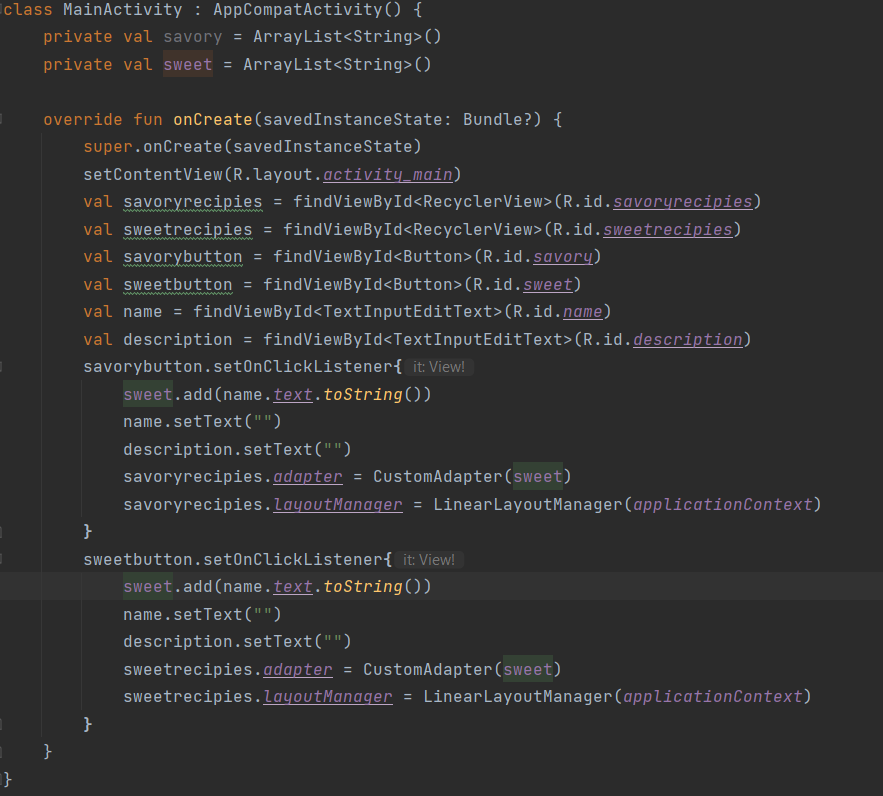 class MainActivity : AppCompatActivity() {
    private val savory = ArrayList<String>()
    private val sweet = ArrayList<String>()

    override fun onCreate(savedInstanceState: Bundle?) {
        super.onCreate(savedInstanceState)
        setContentView(R.layout.activity_main)
        val savoryrecipies = findViewById<RecyclerView>(R.id.savoryrecipies)
        val sweetrecipies = findViewById<RecyclerView>(R.id.sweetrecipies)
        val savorybutton = findViewById<Button>(R.id.savory)
        val sweetbutton = findViewById<Button>(R.id.sweet)
        val name = findViewById<TextInputEditText>(R.id.name)
        val description = findViewById<TextInputEditText>(R.id.description)
        savorybutton.setOnClickListener{ it: View!
            sweet.add(name.text.toString())
            name.setText("")
            description.setText("")
            savoryrecipies.adapter = CustomAdapter(sweet)
            savoryrecipies.layoutManager = LinearLayoutManager(applicationContext)
        }
        sweetbutton.setOnClickListener{ it: View!
            sweet.add(name.text.toString())
            name.setText("")
            description.setText("")
            sweetrecipies.adapter = CustomAdapter(sweet)
            sweetrecipies.layoutManager = LinearLayoutManager(applicationContext)
        }
    }
}